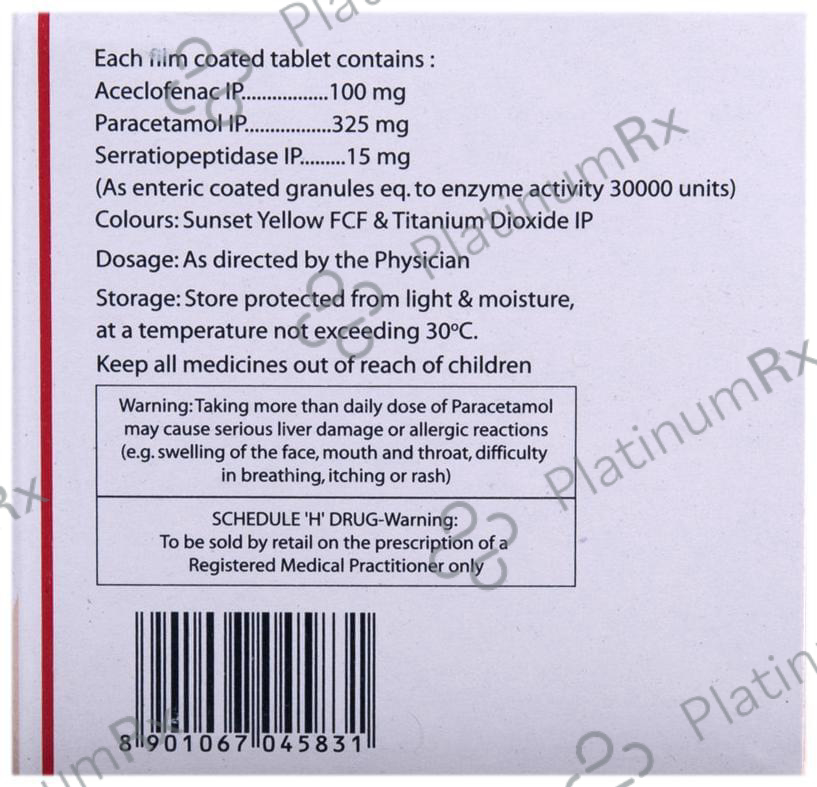 Each film coated tablet contains :
Aceclofenac IP.................100 mg
Paracetamol IP.................325 mg
Serratiopeptidase IP.........15 mg
(As enteric coated granules eq. to enzyme activity 30000 units)
Colours: Sunset Yellow FCF & Titanium Dioxide IP
Dosage: As directed by the Physician
Storage: Store protected from light & moisture,
at a temperature not exceeding 30ºC.
Keep all medicines out of reach of children
Warning: Taking more than daily dose of Paracetamol
may cause serious liver damage or allergic reactions
(e.g. swelling of the face, mouth and throat, difficulty
in breathing, itching or rash)
SCHEDULE 'H' DRUG-Warning:
To be sold by retail on the prescription of a
Registered Medical Practitioner only
8 901067 045831
Platin
PlatinumRx
PlatinumRx
Rx
Platin
umRx